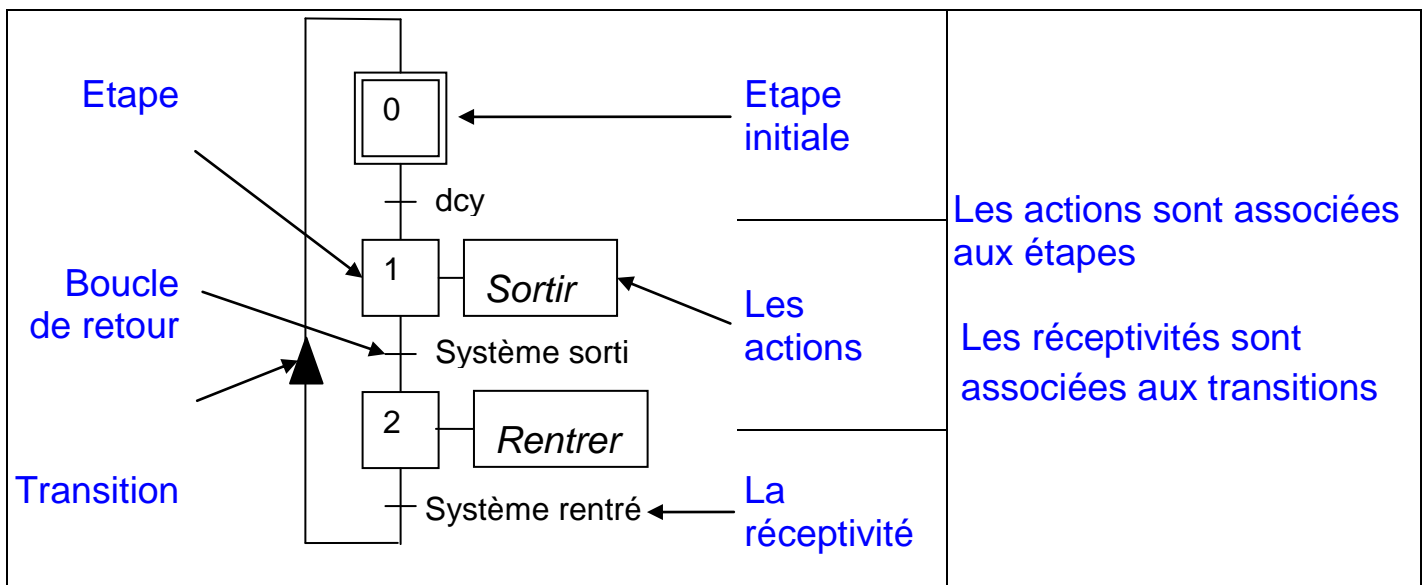 Etape
Boucle
de retour
Transition
0
dcy
1
Sortir
Système sorti
2
Rentrer
Système rentré
Etape
initiale
Les
actions
La
réceptivité
Les actions sont associées
aux étapes
Les réceptivités sont
associées aux transitions